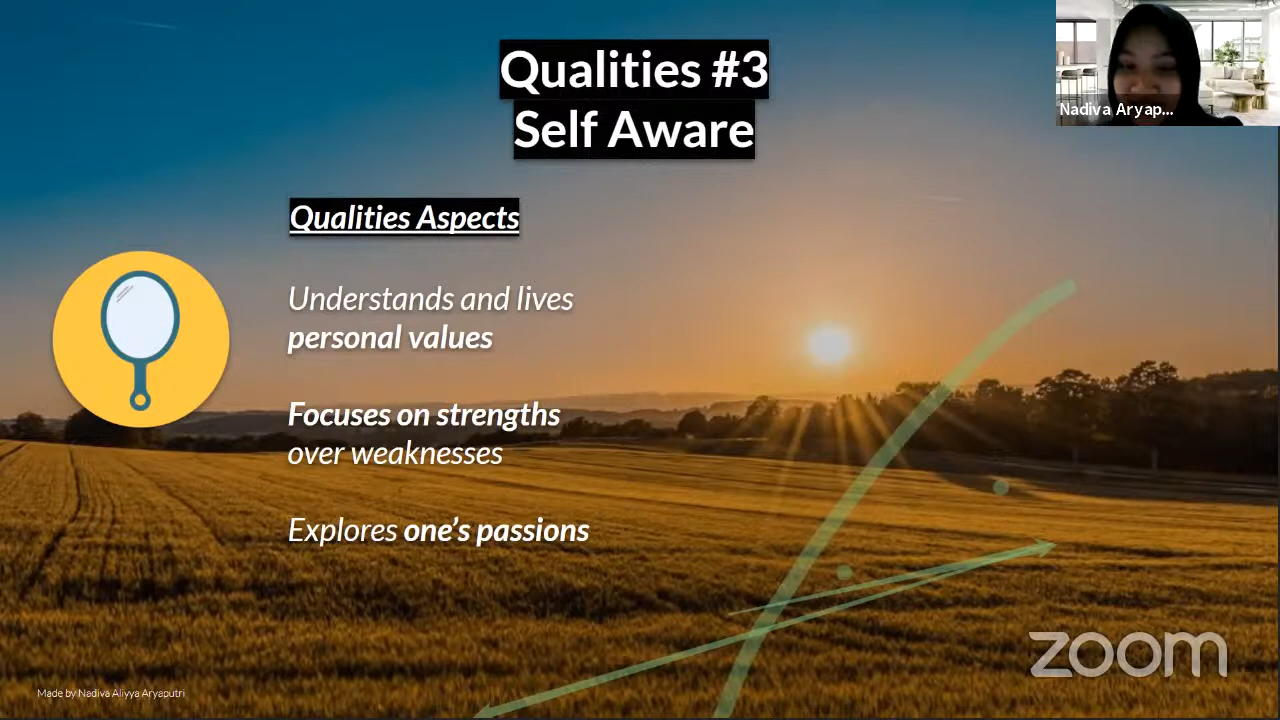 Qualities #3
Self Aware
Nadiva Aryap...
Qualities Aspects
Understands and lives
personal values
Focuses on strengths
over weaknesses
Explores one's passions
zoom
Made by Nadiva Aliyya Aryaputri